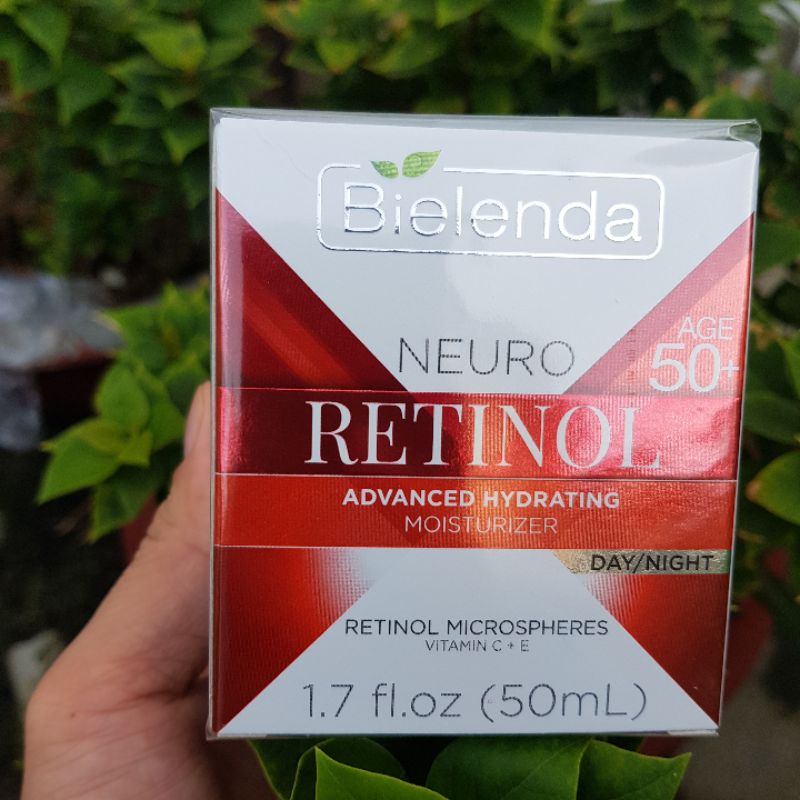 Bielenda
NEURO
AGE
50+
RETINOL
ADVANCED HYDRATING
MOISTURIZER
DAY/NIGHT
RETINOL MICROSPHERES
VITAMIN C + E
1.7 fl.oz (50mL)